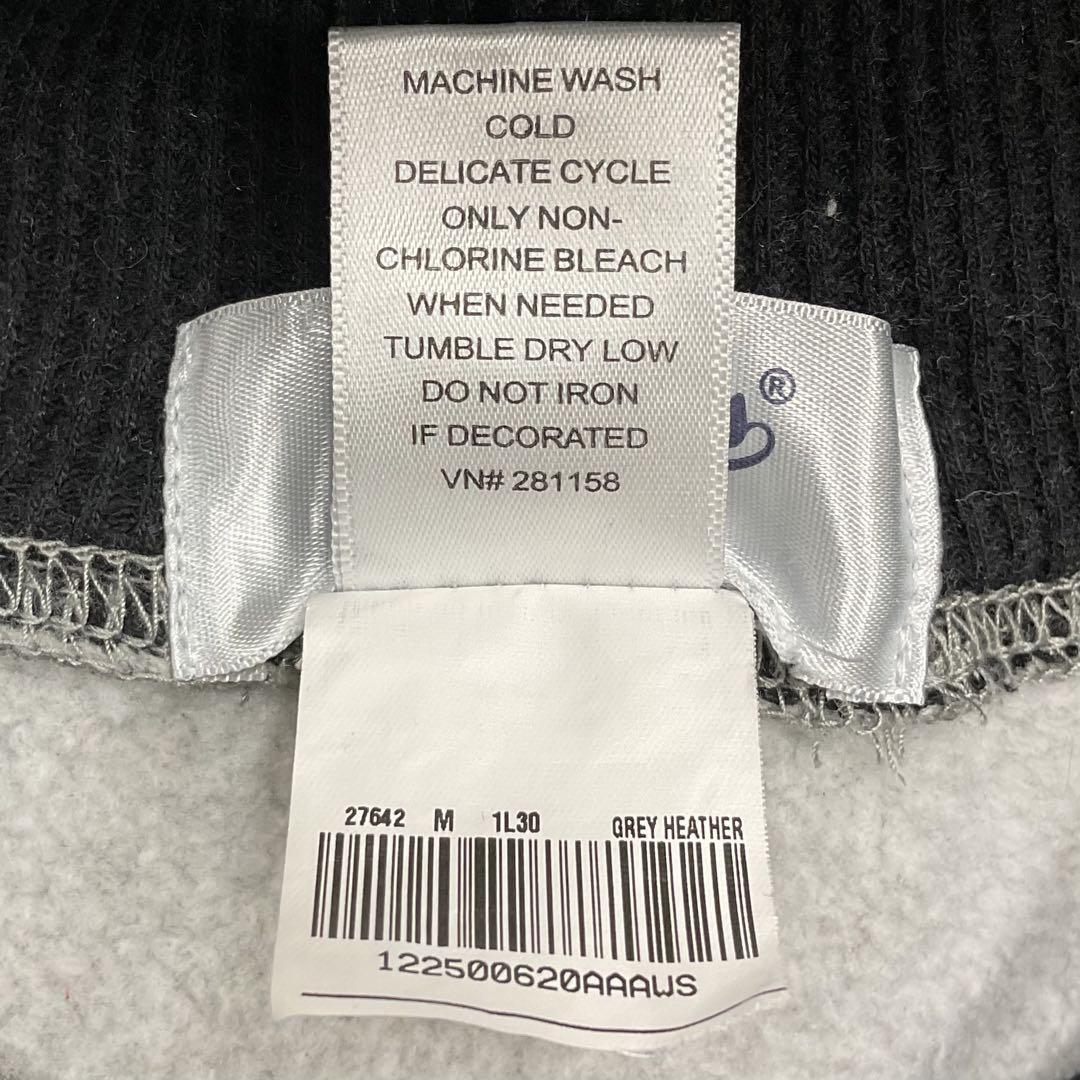 MACHINE WASH
COLD
DELICATE CYCLE
ONLY NON-
CHLORINE BLEACH
WHEN NEEDED
TUMBLE DRY LOW
DO NOT IRON
IF DECORATED
VN# 281158
®
27642 M 1L30 GREY HEATHER
122500620AAAWS